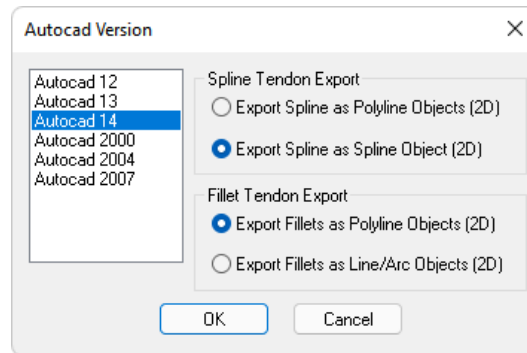 Autocad Version
Autocad 12
Autocad 13
Autocad 14
Autocad 2000
Autocad 2004
Autocad 2007
Spline Tendon Export
Export Spline as Polyline Objects (2D)
Export Spline as Spline Object (2D)
Fillet Tendon Export
Export Fillets as Polyline Objects (2D)
Export Fillets as Line/Arc Objects (2D)
OK
Cancel